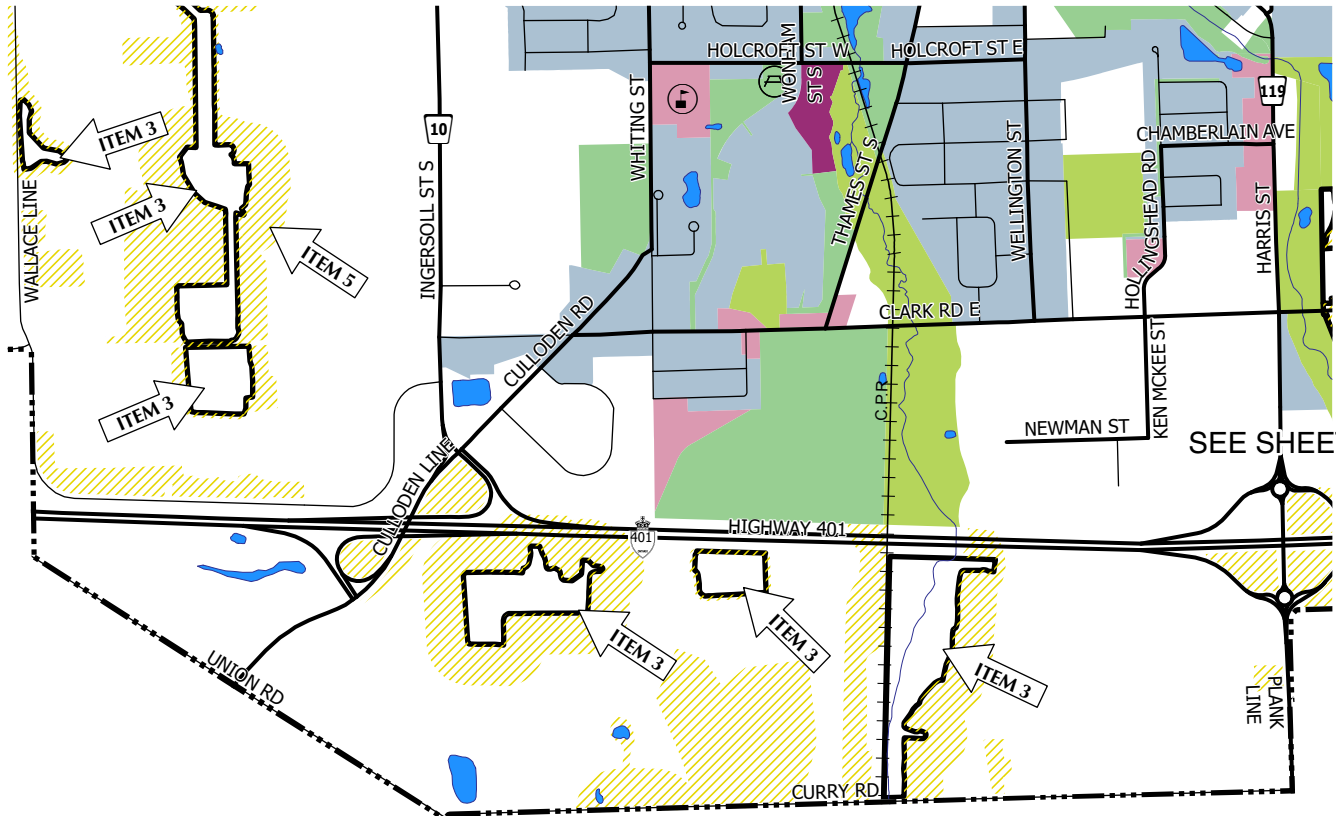 HOLCROFT ST W
HOLCROFT ST E
WONHAM
ST S
119
10
WHITING ST
CHAMBERLAIN AVE
ITEM 3
ITEM 3
WALLACE LINE
INGERSOLL ST S
THAMES ST S
WELLINGTON ST
HOLLINGSHEAD RD
HARRIS ST
ITEM 5
CULLODEN RD
CLARK RD E
ITEM 3
C.P.R.
KEN MCKEE ST
NEWMAN ST
SEE SHEE
CULLODEN LINE
HIGHWAY 401
401
ITEM 3
ITEM 3
ITEM 3
UNION RD
PLANK
LINE
CURRY RD